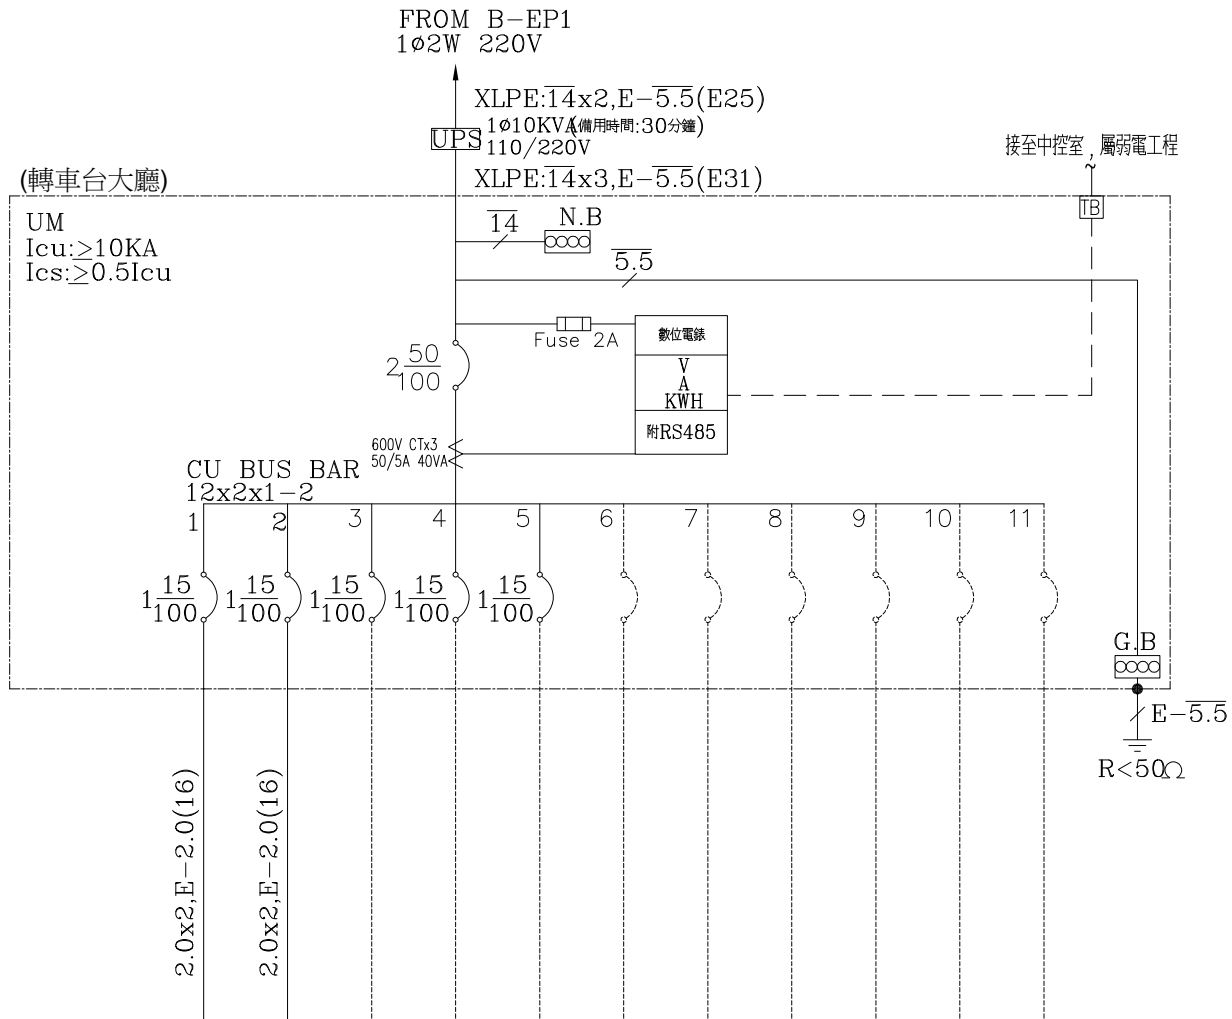 FROM B-EP1
1ø2W 220V
XLPE:14x2,E-5.5(E25)
UPS
1ø10KVA(備用時間:30分鐘)
110/220V
接至中控室，屬弱電工程
~
(轉車台大廳)
XLPE:14x3,E-5.5(E31)
TB
UM
Icu:≥10KA
Ics:≥0.5Icu
14
N.B
5.5
Fuse 2A
數位電錶
V
A
KWH
附RS485
2 50/100
600V CTx3
50/5A 40VA
CU BUS BAR
12x2x1-2
1 2 3 4 5 6 7 8 9 10 11
1 15/100 1 15/100 1 15/100 1 15/100 1 15/100
G.B
E-5.5
R<50Ω
2.0x2,E-2.0(16)
2.0x2,E-2.0(16)